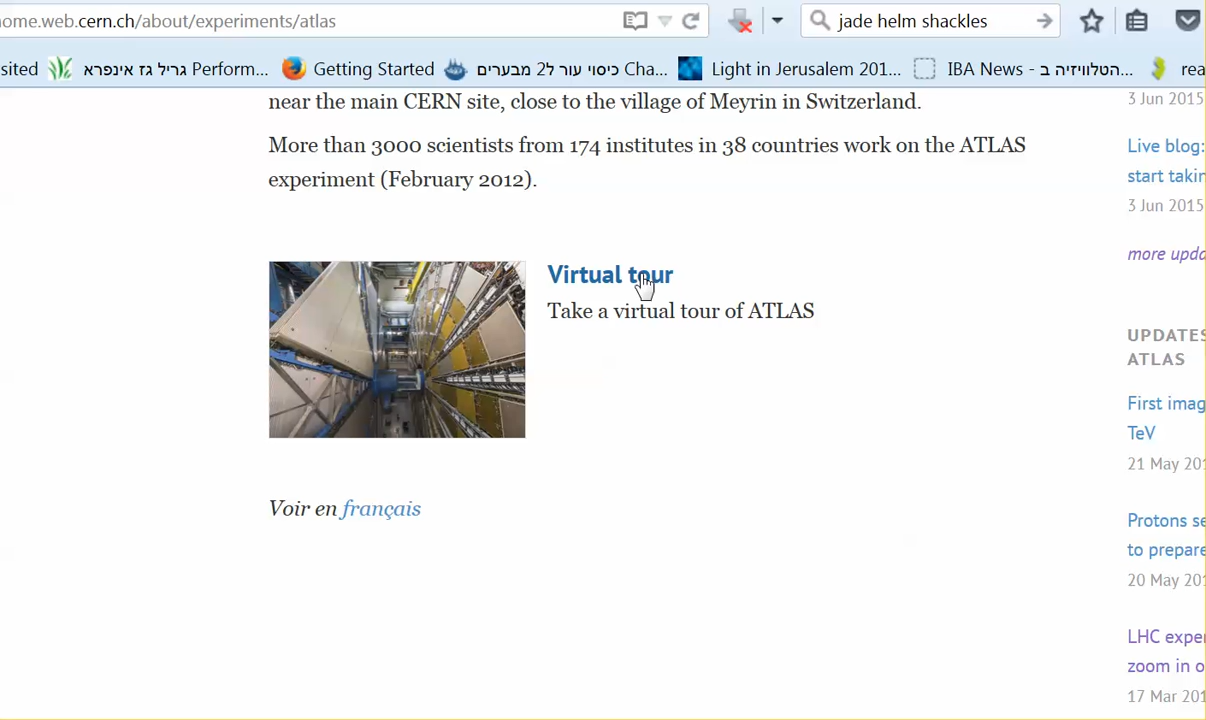 ome.web.cern.ch/about/experiments/atlas
jade helm shackles
sited גריל גז אינפרא Perform... Getting Started כיסוי עור ל2 מבערים Cha... Light in Jerusalem 201... IBA News - הטלוויזיה ב... rea
near the main CERN site, close to the village of Meyrin in Switzerland.
More than 3000 scientists from 174 institutes in 38 countries work on the ATLAS
experiment (February 2012).
Virtual tour
Take a virtual tour of ATLAS
Voir en français
3 Jun 2015
Live blog:
start takin
3 Jun 2015
more upda
UPDATES
ATLAS
First imag
TeV
21 May 201
Protons se
to prepare
20 May 201
LHC expe
zoom in o
17 Mar 201